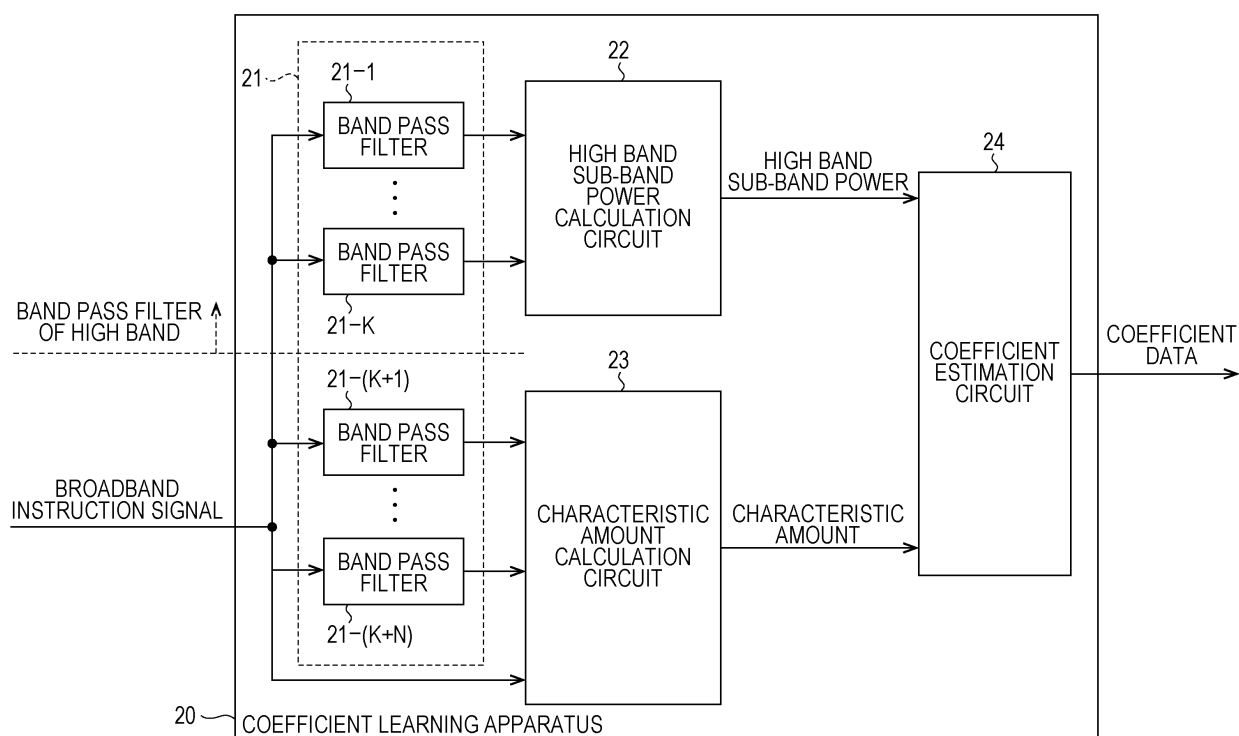 21
21-1
BAND PASS
FILTER
22
HIGH BAND
SUB-BAND
POWER
CALCULATION
CIRCUIT
HIGH BAND
SUB-BAND POWER
24
BAND PASS
FILTER
21-K
BAND PASS FILTER
OF HIGH BAND
COEFFICIENT
ESTIMATION
CIRCUIT
COEFFICIENT
DATA
21-(K+1)
BAND PASS
FILTER
23
BROADBAND
INSTRUCTION SIGNAL
CHARACTERISTIC
AMOUNT
CALCULATION
CIRCUIT
CHARACTERISTIC
AMOUNT
BAND PASS
FILTER
21-(K+N)
20
COEFFICIENT LEARNING APPARATUS